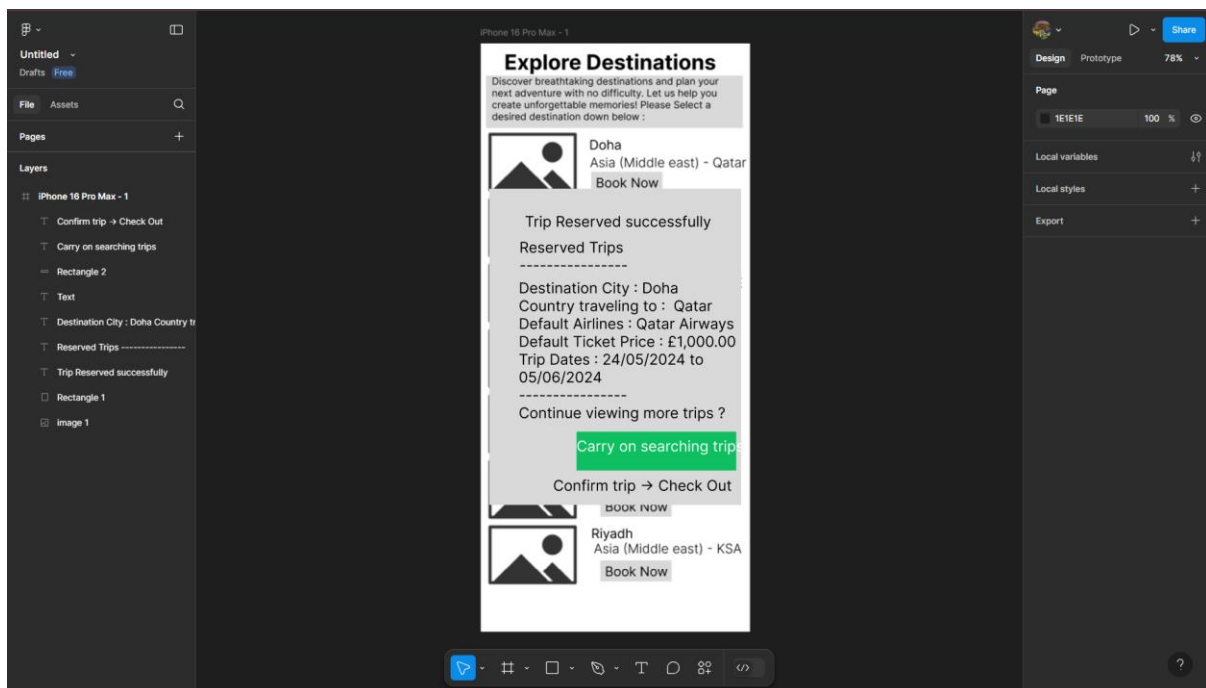 Untitled
Drafts Free
File Assets
Pages
Layers
iPhone 16 Pro Max - 1
Confirm trip → Check Out
Carry on searching trips
Rectangle 2
Text
Destination City : Doha Country tr
Reserved Trips ----------------
Trip Reserved successfully
Rectangle 1
image 1
iPhone 16 Pro Max - 1
Explore Destinations
Discover breathtaking destinations and plan your
next adventure with no difficulty. Let us help you
create unforgettable memories! Please Select a
desired destination down below :
Doha
Asia (Middle east) - Qatar
Book Now
Trip Reserved successfully
Reserved Trips
----------------
Destination City : Doha
Country traveling to : Qatar
Default Airlines : Qatar Airways
Default Ticket Price : £1,000.00
Trip Dates : 24/05/2024 to
05/06/2024
----------------
Continue viewing more trips ?
Carry on searching trips
Confirm trip → Check Out
Book Now
Riyadh
Asia (Middle east) - KSA
Book Now
Share
Design Prototype 78%
Page
1E1E1E 100 %
Local variables
Local styles
Export